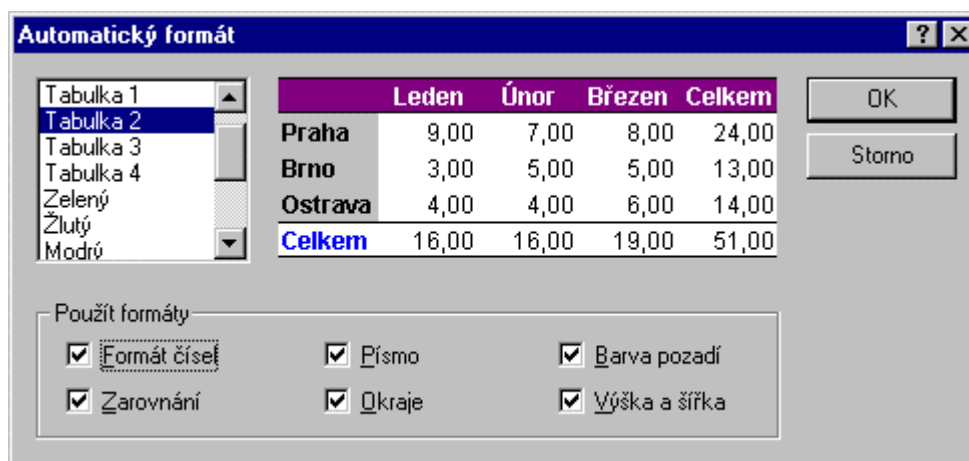 Automatický formát
Tabulka 1
Tabulka 2
Tabulka 3
Tabulka 4
Zelený
Žlutý
Modrý
Leden Únor Březen Celkem
Praha 9,00 7,00 8,00 24,00
Brno 3,00 5,00 5,00 13,00
Ostrava 4,00 4,00 6,00 14,00
Celkem 16,00 16,00 19,00 51,00
OK
Storno
Použít formáty
Formát čísel Písmo Barva pozadí
Zarovnání Okraje Výška a šířka